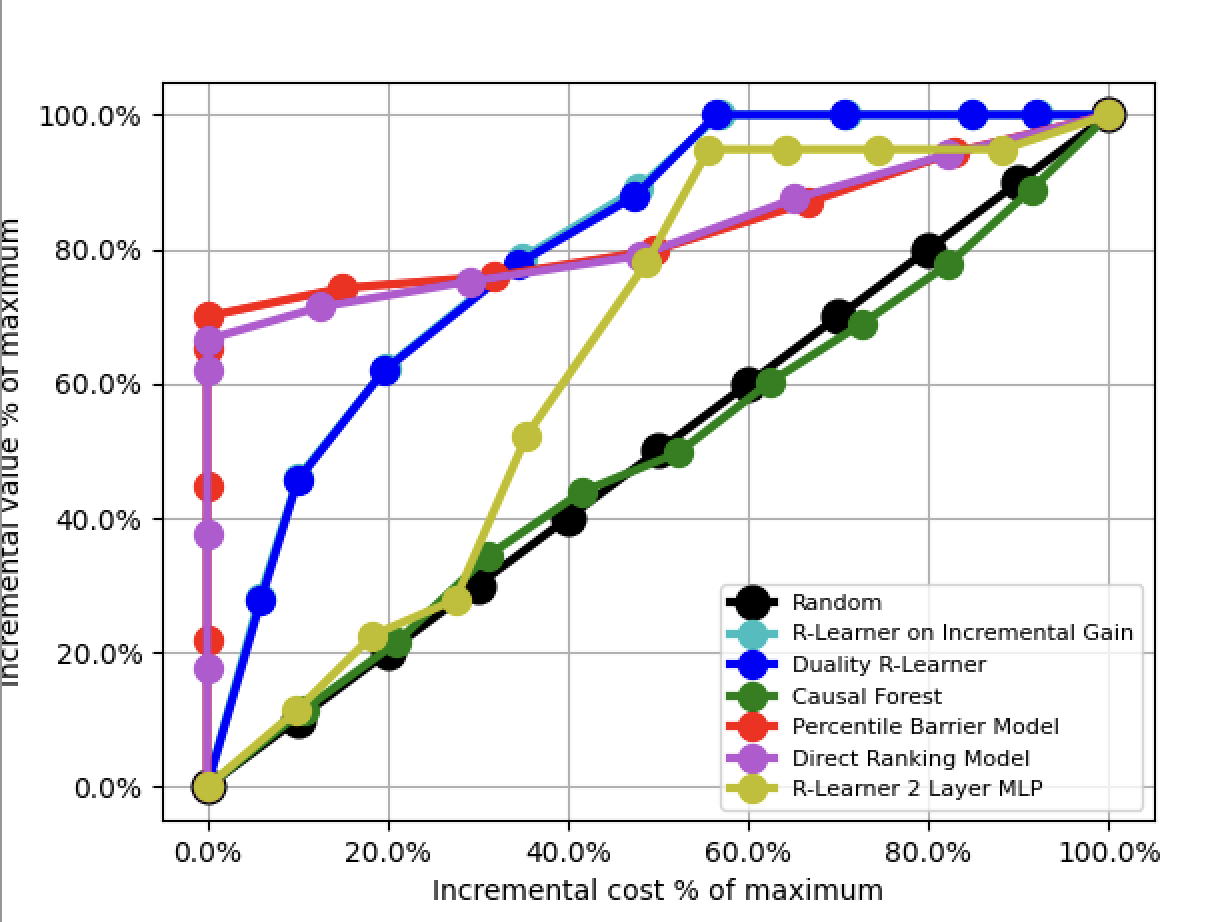 Incremental value % of maximum
100.0%
80.0%
60.0%
40.0%
20.0%
0.0%
Random
R-Learner on Incremental Gain
Duality R-Learner
Causal Forest
Percentile Barrier Model
Direct Ranking Model
R-Learner 2 Layer MLP
0.0% 20.0% 40.0% 60.0% 80.0% 100.0%
Incremental cost % of maximum